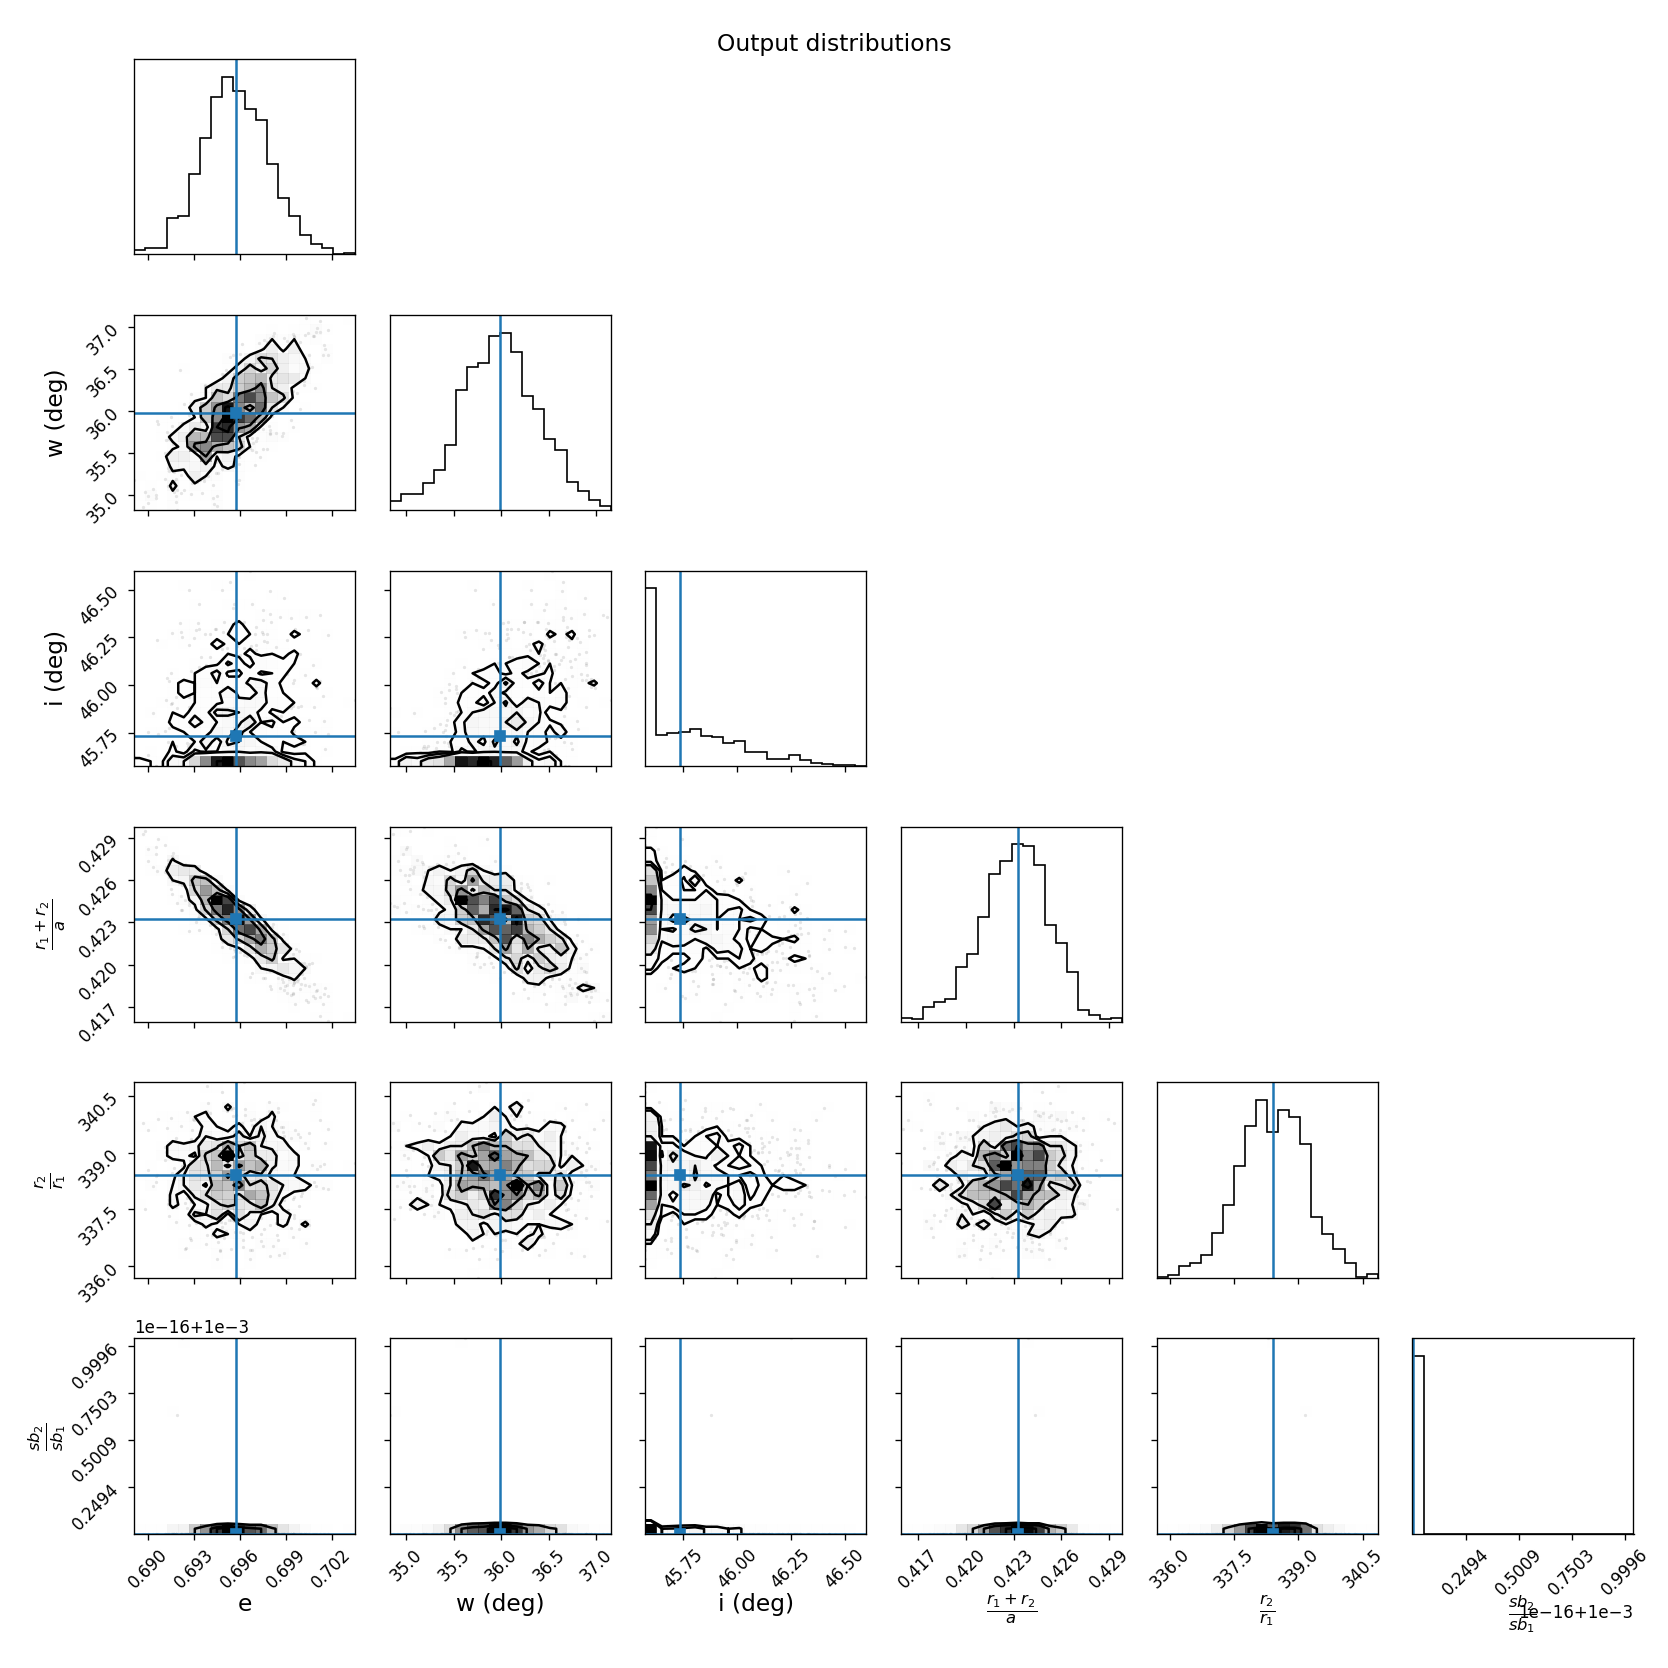 Output distributions
w (deg)
37.0
36.5
36.0
35.5
35.0
i (deg)
46.50
46.25
46.00
45.75
r₁ + r₂
a
0.429
0.426
0.423
0.420
0.417
r₂
r₁
340.5
339.0
337.5
336.0
1e−16+1e−3
sb₂
sb₁
0.9996
0.7503
0.5009
0.2494
0.690 0.693 0.696 0.699 0.702
35.0 35.5 36.0 36.5 37.0
45.75 46.00 46.25 46.50
0.417 0.420 0.423 0.426 0.429
336.0 337.5 339.0 340.5
0.2494 0.5009 0.7503 0.9996
e
w (deg)
i (deg)
r₁ + r₂
a
r₂
r₁
sb₂
sb₁
1e−16+1e−3